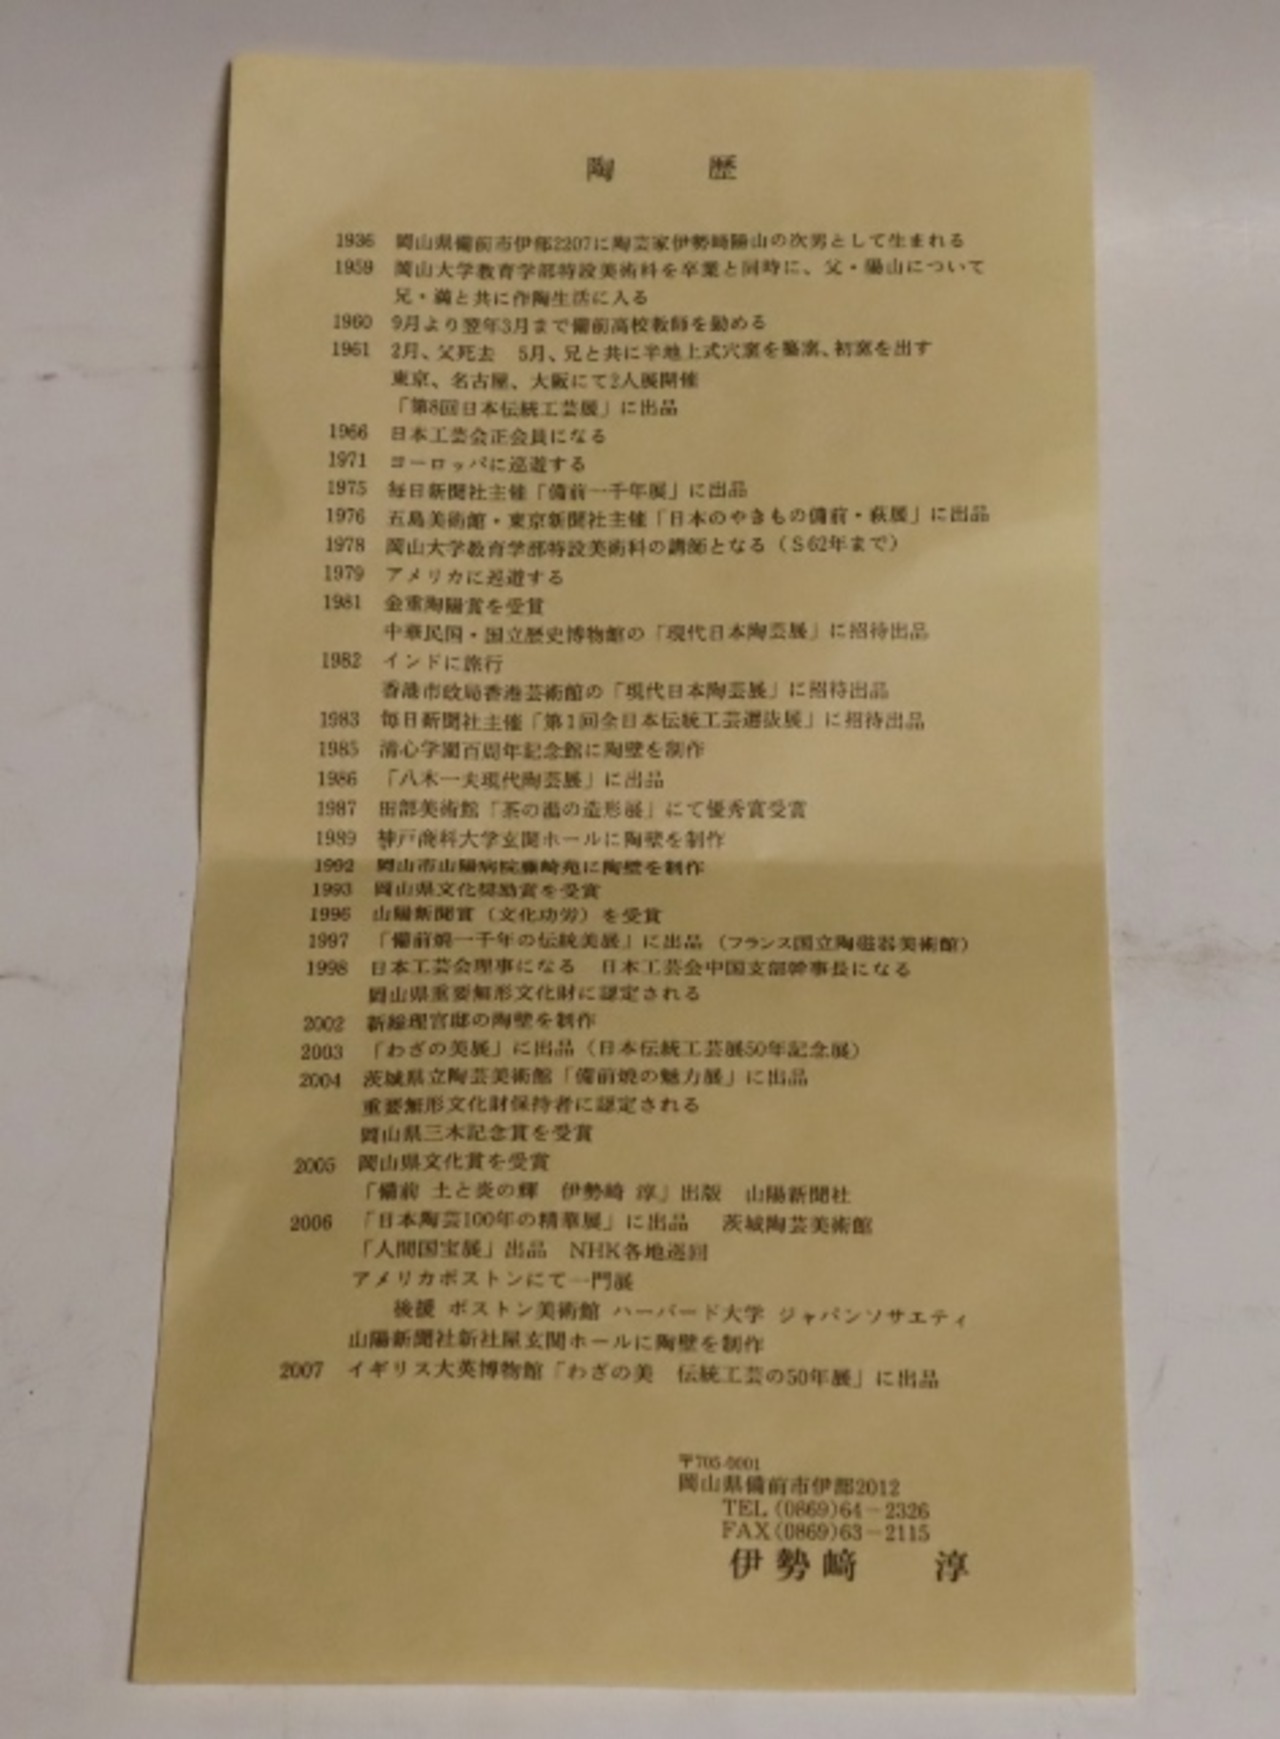 陶　歴
1936 岡山県備前市伊部2207に陶芸家伊勢﨑陽山の次男として生まれる
1959 岡山大学教育学部特設美術科を卒業と同時に、父・陽山について
兄・満と共に作陶生活に入る
1960 9月より翌年3月まで備前高校教師を勤める
1961 2月、父死去 5月、兄と共に半地上式穴窯を築窯、初窯を出す
東京、名古屋、大阪にて2人展開催
「第8回日本伝統工芸展」に出品
1966 日本工芸会正会員になる
1971 ヨーロッパに巡遊する
1975 毎日新聞社主催「備前一千年展」に出品
1976 五島美術館・東京新聞社主催「日本のやきもの備前・萩展」に出品
1978 岡山大学教育学部特設美術科の講師となる（S62年まで）
1979 アメリカに巡遊する
1981 金重陶陽賞を受賞
中華民国・国立歴史博物館の「現代日本陶芸展」に招待出品
1982 インドに旅行
香港市政局香港芸術館の「現代日本陶芸展」に招待出品
1983 毎日新聞社主催「第1回全日本伝統工芸選抜展」に招待出品
1985 清心学園百周年記念館に陶壁を制作
1986 「八木一夫現代陶芸展」に出品
1987 田部美術館「茶の湯の造形展」にて優秀賞受賞
1989 神戸商科大学玄関ホールに陶壁を制作
1992 岡山市山陽病院藤崎苑に陶壁を制作
1993 岡山県文化奨励賞を受賞
1996 山陽新聞賞（文化功労）を受賞
1997 「備前焼一千年の伝統美展」に出品（フランス国立陶磁器美術館）
1998 日本工芸会理事になる 日本工芸会中国支部幹事長になる
岡山県重要無形文化財に認定される
2002 新総理官邸の陶壁を制作
2003 「わざの美展」に出品（日本伝統工芸展50年記念展）
2004 茨城県立陶芸美術館「備前焼の魅力展」に出品
重要無形文化財保持者に認定される
岡山県三木記念賞を受賞
2005 岡山県文化賞を受賞
「備前 土と炎の輝 伊勢﨑 淳」出版 山陽新聞社
2006 「日本陶芸100年の精華展」に出品 茨城陶芸美術館
「人間国宝展」出品 NHK各地巡回
アメリカボストンにて一門展
後援 ボストン美術館 ハーバード大学 ジャパンソサエティ
山陽新聞社新社屋玄関ホールに陶壁を制作
2007 イギリス大英博物館「わざの美 伝統工芸の50年展」に出品
〒705-0001
岡山県備前市伊部2012
TEL（0869）64－2326
FAX（0869）63－2115
伊勢﨑　淳